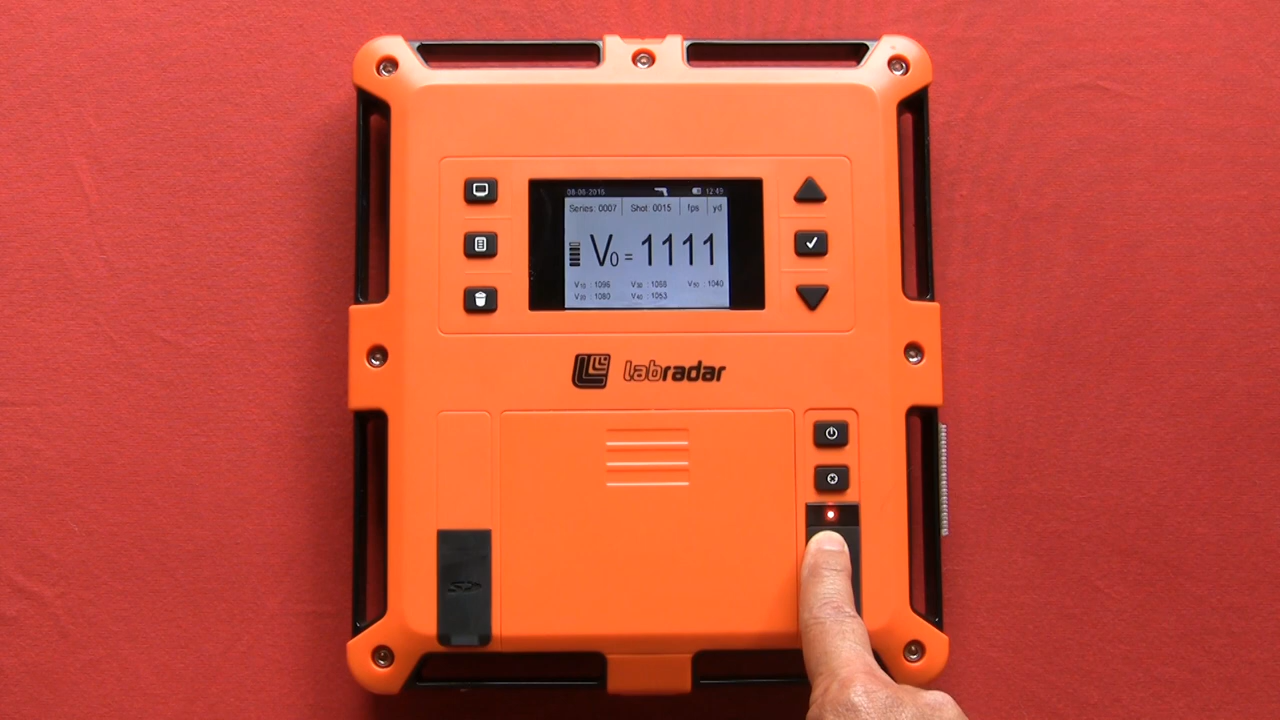 08-06-2015 12:49
Series: 0007 Shot: 0015 fps yd
V0 = 1111
V10 : 1096 V30 : 1068 V50 : 1040
V20 : 1080 V40 : 1053
labradar